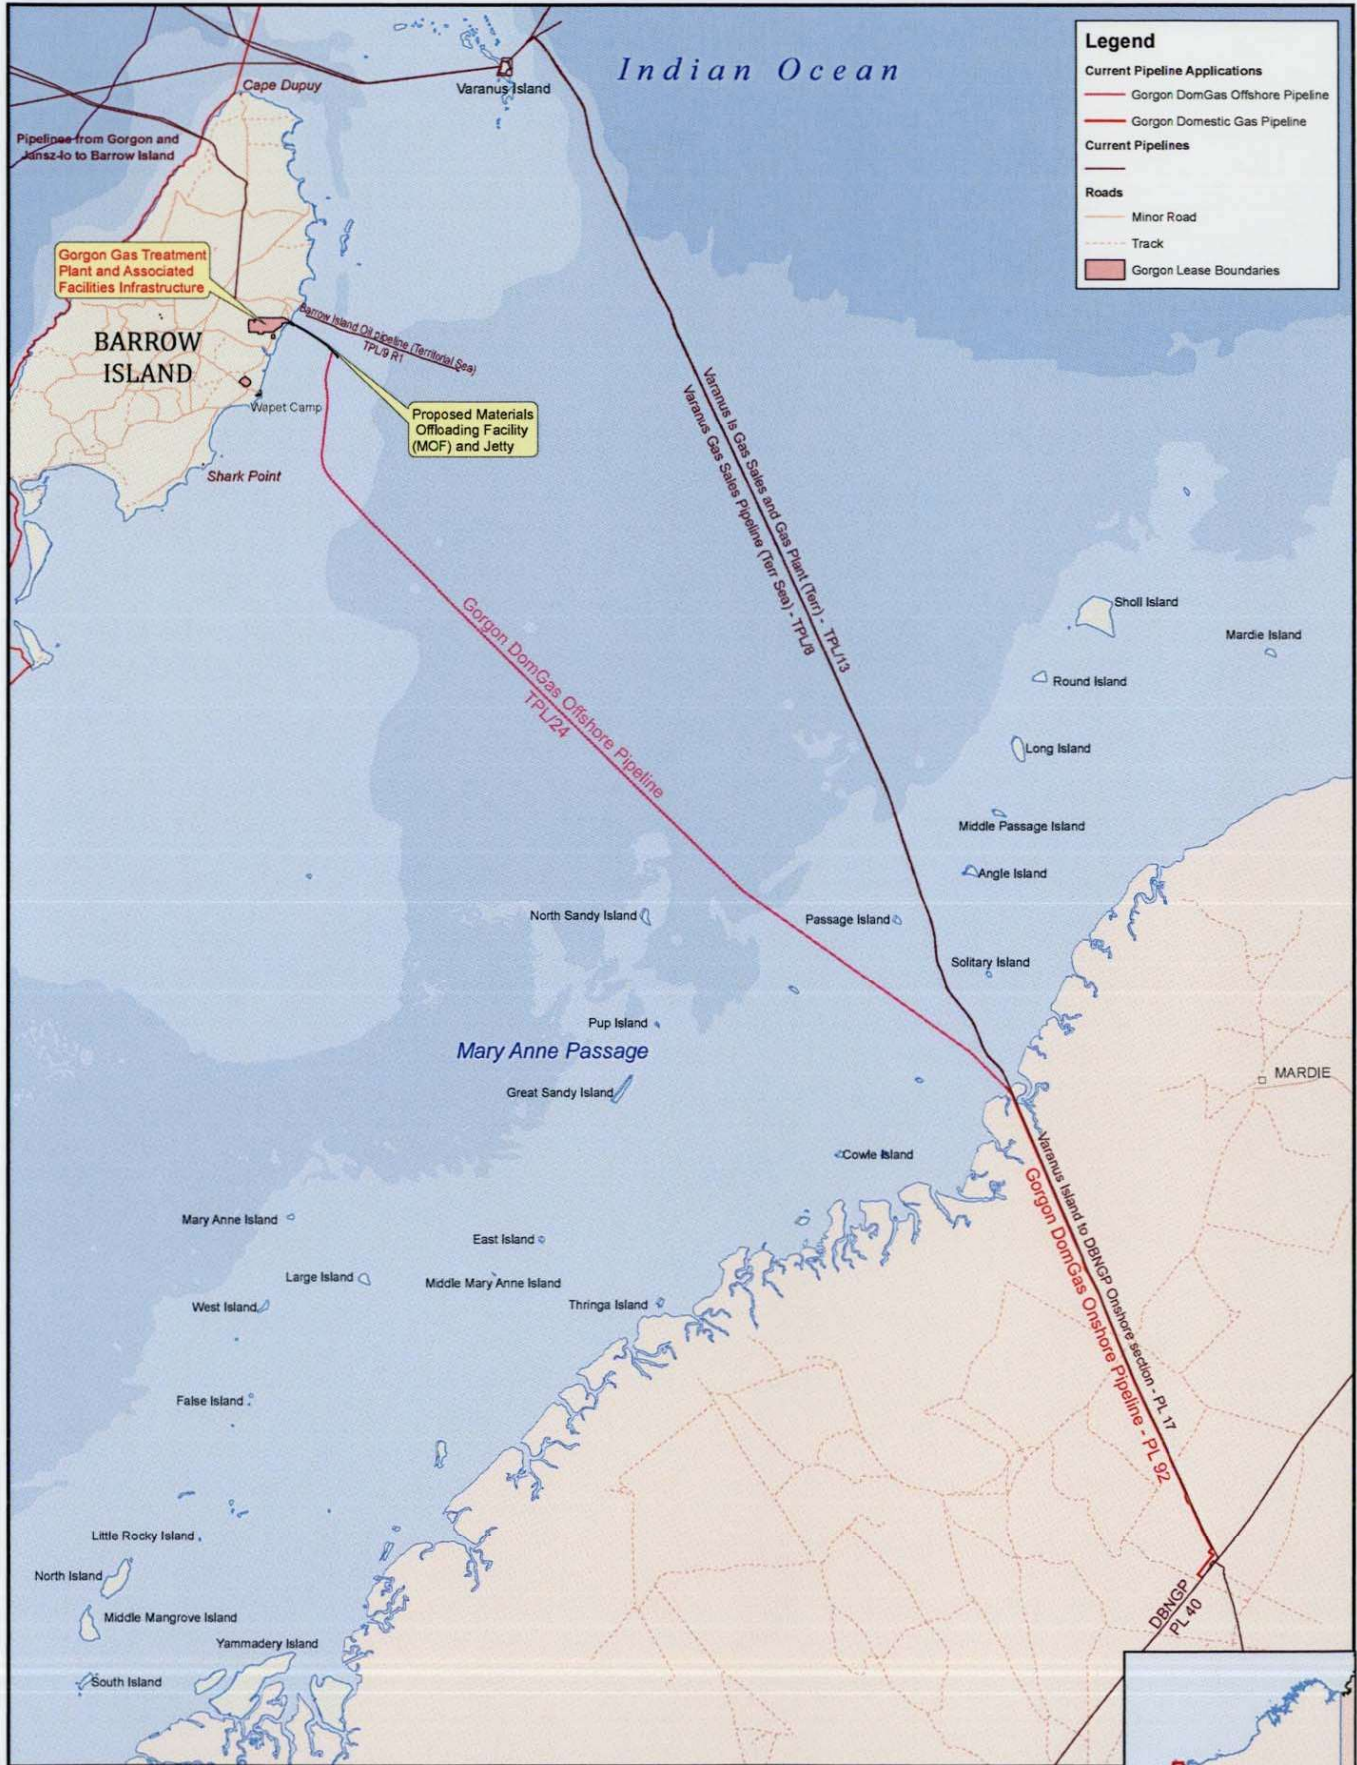 Indian Ocean
Legend
Current Pipeline Applications
Gorgon DomGas Offshore Pipeline
Gorgon Domestic Gas Pipeline
Current Pipelines
Roads
Minor Road
Track
Gorgon Lease Boundaries
Cape Dupuy
Varanus Island
Pipelines from Gorgon and
Jansz-Io to Barrow Island
Gorgon Gas Treatment
Plant and Associated
Facilities Infrastructure
BARROW
ISLAND
Barrow Island Oil pipeline (Territorial Sea)
TPL/9 R1
Wapet Camp
Proposed Materials
Offloading Facility
(MOF) and Jetty
Shark Point
Varanus Is Gas Sales and Gas Plant (Terr) - TPL/13
Varanus Gas Sales Pipeline (Terr Sea) - TPL/8
Gorgon DomGas Offshore Pipeline
TPL/24
Sholl Island
Mardie Island
Round Island
Long Island
Middle Passage Island
Angle Island
North Sandy Island
Passage Island
Solitary Island
Pup Island
Mary Anne Passage
Great Sandy Island
MARDIE
Cowle Island
Varanus Island to DBNGP Onshore section - PL 17
Gorgon DomGas Onshore Pipeline - PL 92
Mary Anne Island
East Island
Large Island
Middle Mary Anne Island
West Island
Thringa Island
False Island
Little Rocky Island
North Island
Middle Mangrove Island
Yammadery Island
South Island
DBNGP
PL 40